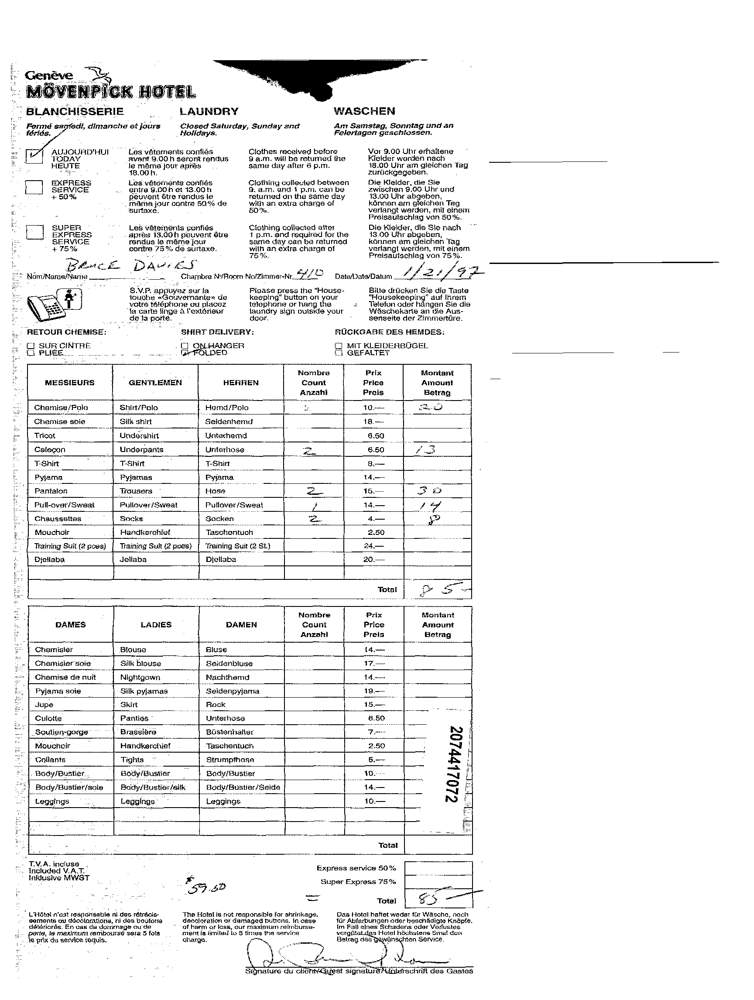 Genève
MÖVENPICK HOTEL
BLANCHISSERIE LAUNDRY WASCHEN
Fermé samedi, dimanche et jours fériés. Closed Saturday, Sunday and Holidays. Am Samstag, Sonntag und an Feiertagen geschlossen.
AUJOURD'HUI TODAY HEUTE
Les vêtements confiés avant 9.00 h seront rendus le même jour après 18.00 h.
Clothes received before 9 a.m. will be returned the same day after 6 p.m.
Vor 9.00 Uhr erhaltene Kleider werden nach 18.00 Uhr am gleichen Tag zurückgegeben.
EXPRESS SERVICE + 50%
Les vêtements confiés entre 9.00 h et 13.00 h peuvent être rendus le même jour contre 50% de surtaxe.
Clothing collected between 9. a.m. and 1 p.m. can be returned on the same day with an extra charge of 50%.
Die Kleider, die Sie zwischen 9.00 Uhr und 13.00 Uhr abgeben, können am gleichen Tag verlangt werden, mit einem Preisaufschlag von 50%.
SUPER EXPRESS SERVICE + 75%
Les vêtements confiés après 13.00 h peuvent être rendus le même jour contre 75% de surtaxe.
Clothing collected after 1 p.m. and required for the same day can be returned with an extra charge of 75%.
Die Kleider, die Sie nach 13.00 Uhr abgeben, können am gleichen Tag verlangt werden, mit einem Preisaufschlag von 75%.
Nom/Name/Name BRUCE DAVIES Chambre No/Room No/Zimmer-Nr. 410 Date/Date/Datum 1/21/97
S.V.P. appuyez sur la touche «Gouvernante» de votre téléphone ou placez la carte linge à l'extérieur de la porte.
Please press the "Housekeeping" button on your telephone or hang the laundry sign outside your door.
Bitte drücken Sie die Taste "Housekeeping" auf Ihrem Telefon oder hängen Sie die Wäschekarte an die Aussenseite der Zimmertüre.
RETOUR CHEMISE: SHIRT DELIVERY: RÜCKGABE DES HEMDES:
SUR CINTRE ON HANGER MIT KLEIDERBÜGEL
PLIÉE FOLDED GEFALTET
MESSIEURS GENTLEMEN HERREN Nombre Count Anzahl Prix Price Preis Montant Amount Betrag
Chemise/Polo Shirt/Polo Hemd/Polo 10.— 20
Chemise soie Silk shirt Seidenhemd 18.—
Tricot Undershirt Unterhemd 6.50
Caleçon Underpants Unterhose 2 6.50 13
T-Shirt T-Shirt T-Shirt 9.—
Pyjama Pyjamas Pyjama 14.—
Pantalon Trousers Hose 2 15.— 30
Pull-over/Sweat Pullover/Sweat Pullover/Sweat 1 14.— 14
Chaussettes Socks Socken 2 4.— 8
Mouchoir Handkerchief Taschentuch 2.50
Training Suit (2 pces) Training Suit (2 pces) Training Suit (2 St.) 24.—
Djellaba Jellaba Djellaba 20.—
Total 85—
DAMES LADIES DAMEN Nombre Count Anzahl Prix Price Preis Montant Amount Betrag
Chemisier Blouse Bluse 14.—
Chemisier soie Silk blouse Seidenbluse 17.—
Chemise de nuit Nightgown Nachthemd 14.—
Pyjama soie Silk pyjamas Seidenpyjama 19.—
Jupe Skirt Rock 15.—
Culotte Panties Unterhose 6.50
Soutien-gorge Brassière Büstenhalter 7.—
Mouchoir Handkerchief Taschentuch 2.50
Collants Tights Strumpfhose 5.—
Body/Bustier Body/Bustier Body/Bustier 10.—
Body/Bustier/soie Body/Bustier/silk Body/Bustier/Seide 14.—
Leggings Leggings Leggings 10.—
2074417072
Total
T.V.A. incluse
Included V.A.T.
Inklusive MWST
Express service 50%
Super Express 75%
$ 59.50
Total 85—
L'Hôtel n'est responsable ni des rétrécissements ou décolorations, ni des boutons détériorés. En cas de dommage ou de perte, le maximum remboursé sera 5 fois le prix du service requis.
The Hotel is not responsible for shrinkage, decoloration or damaged buttons. In case of harm or loss, our maximum reimbursement is limited to 5 times the service charge.
Das Hotel haftet weder für Wäsche, noch für Abfärbungen oder beschädigte Knöpfe. Im Fall eines Schadens oder Verlustes vergütet das Hotel höchstens 5mal den Betrag des gewünschten Service.
Signature du client/Guest signature/Unterschrift des Gastes